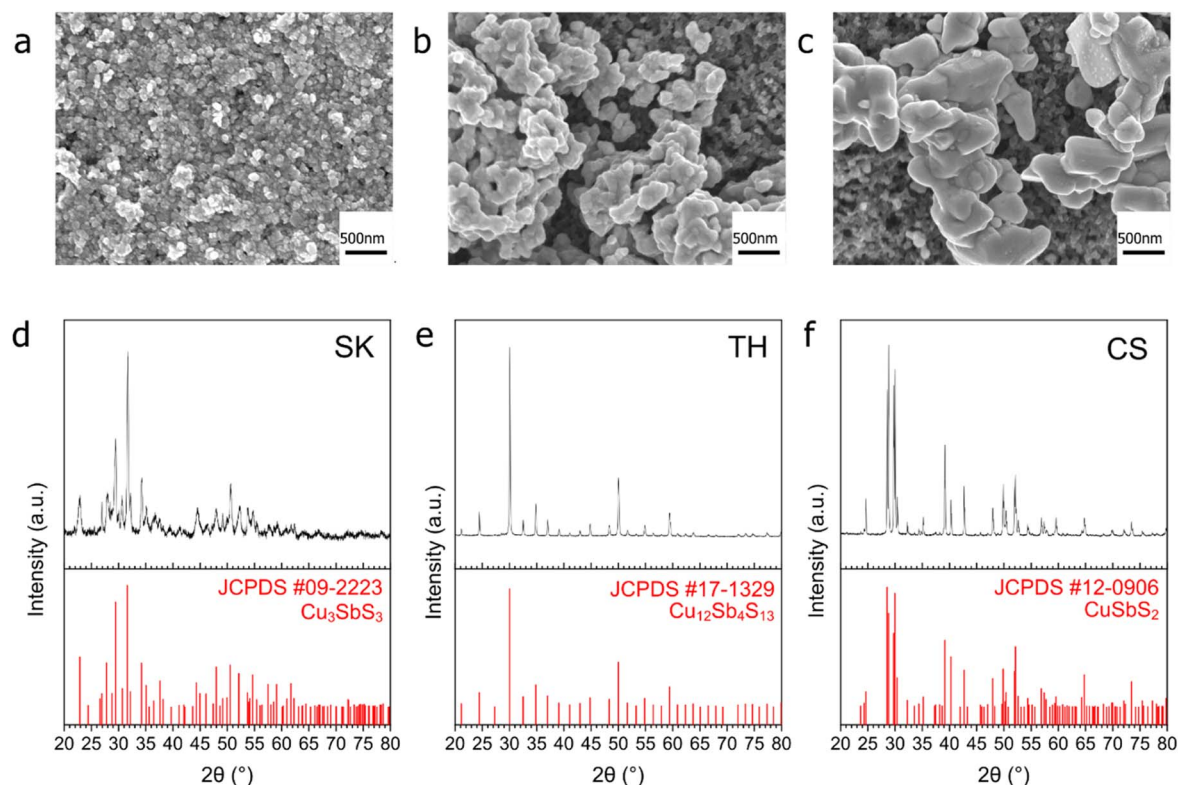 a
b
c
500nm
500nm
500nm
d
e
f
SK
TH
CS
Intensity (a.u.)
Intensity (a.u.)
Intensity (a.u.)
JCPDS #09-2223
Cu₃SbS₃
JCPDS #17-1329
Cu₁₂Sb₄S₁₃
JCPDS #12-0906
CuSbS₂
20 25 30 35 40 45 50 55 60 65 70 75 80
20 25 30 35 40 45 50 55 60 65 70 75 80
20 25 30 35 40 45 50 55 60 65 70 75 80
2θ (°)
2θ (°)
2θ (°)